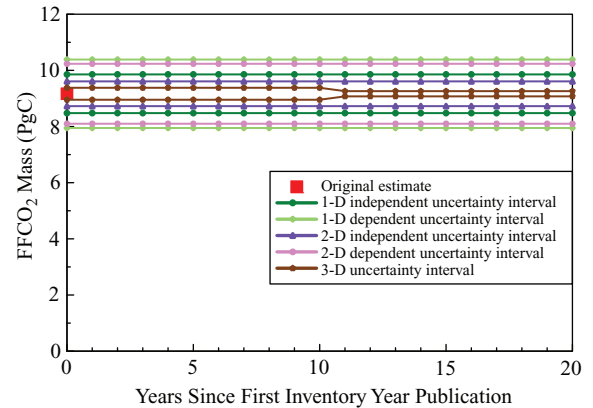 12
10
8
6
4
2
0
FFCO₂ Mass (PgC)
Original estimate
1-D independent uncertainty interval
1-D dependent uncertainty interval
2-D independent uncertainty interval
2-D dependent uncertainty interval
3-D uncertainty interval
0 5 10 15 20
Years Since First Inventory Year Publication